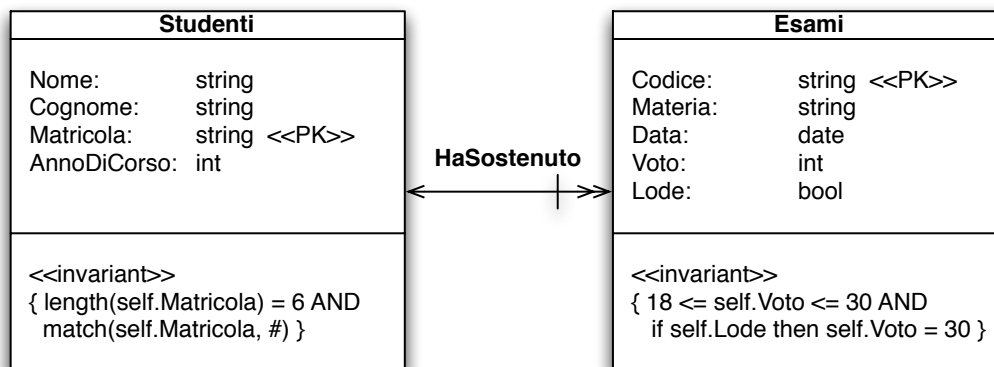 Studenti
Nome: string
Cognome: string
Matricola: string <<PK>>
AnnoDiCorso: int
<<invariant>>
{ length(self.Matricola) = 6 AND
match(self.Matricola, #) }
HaSostenuto
Esami
Codice: string <<PK>>
Materia: string
Data: date
Voto: int
Lode: bool
<<invariant>>
{ 18 <= self.Voto <= 30 AND
if self.Lode then self.Voto = 30 }